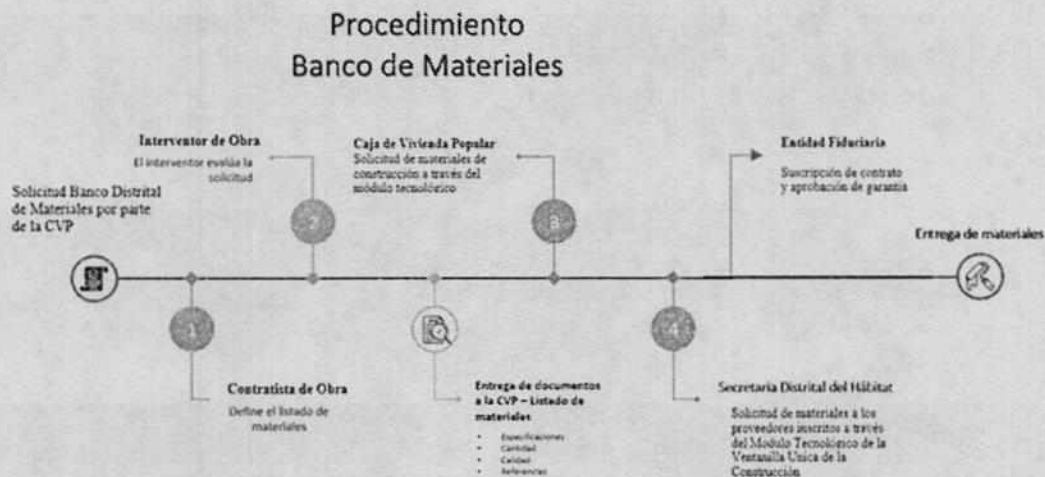 Procedimiento
Banco de Materiales
Interventor de Obra
El interventor evalúa la
solicitud
Caja de Vivienda Popular
Solicitud de materiales de
construcción a través del
módulo tecnológico
Entidad Fiduciaria
Suscripción de contrato
y aprobación de garantía
Solicitud Banco Distrital
de Materiales por parte
de la CVP
Entrega de materiales
2
3
1
4
Contratista de Obra
Define el listado de
materiales
Entrega de documentos
a la CVP – Listado de
materiales
• Especificaciones
• Cantidad
• Calidad
• Referencias
Secretaría Distrital del Hábitat
Solicitud de materiales a los
proveedores inscritos a través
del Módulo Tecnológico de la
Ventanilla Unica de la
Construcción